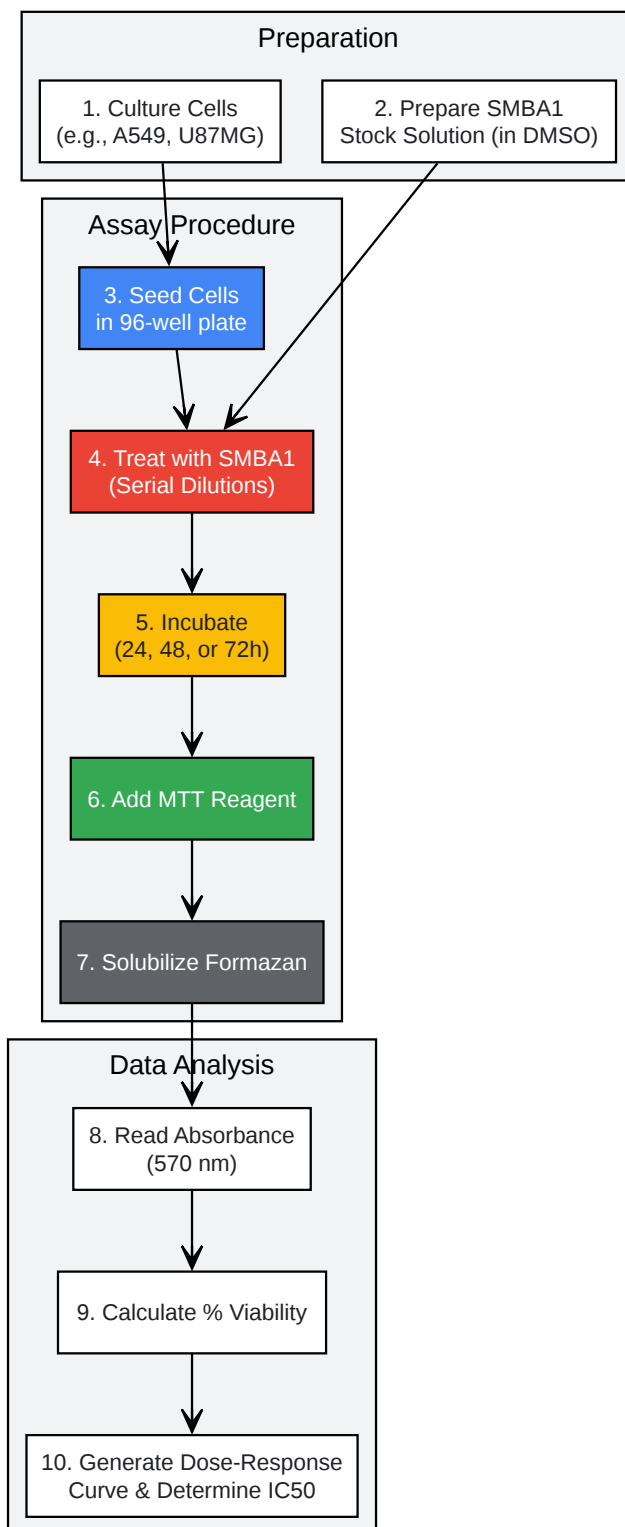 Preparation
1. Culture Cells
(e.g., A549, U87MG)
2. Prepare SMBA1
Stock Solution (in DMSO)
Assay Procedure
3. Seed Cells
in 96-well plate
4. Treat with SMBA1
(Serial Dilutions)
5. Incubate
(24, 48, or 72h)
6. Add MTT Reagent
7. Solubilize Formazan
Data Analysis
8. Read Absorbance
(570 nm)
9. Calculate % Viability
10. Generate Dose-Response
Curve & Determine IC50